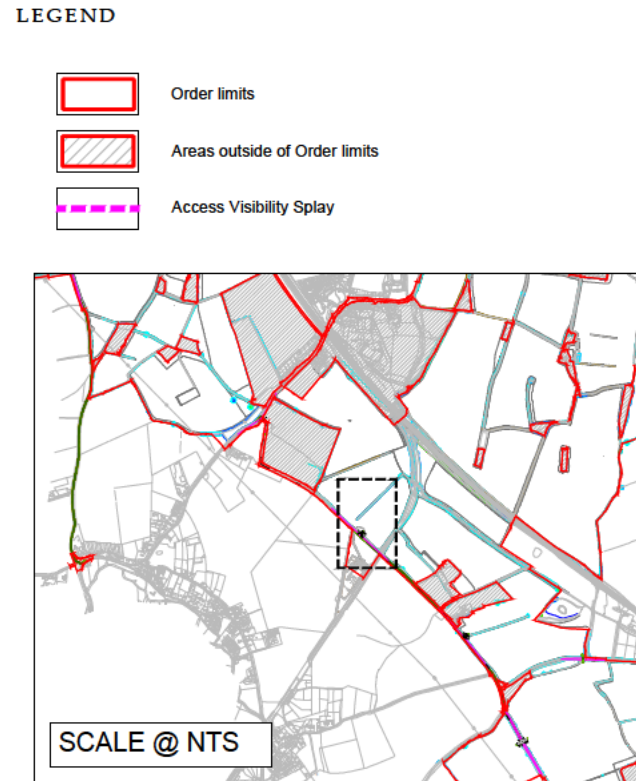 LEGEND
Order limits
Areas outside of Order limits
Access Visibility Splay
SCALE @ NTS